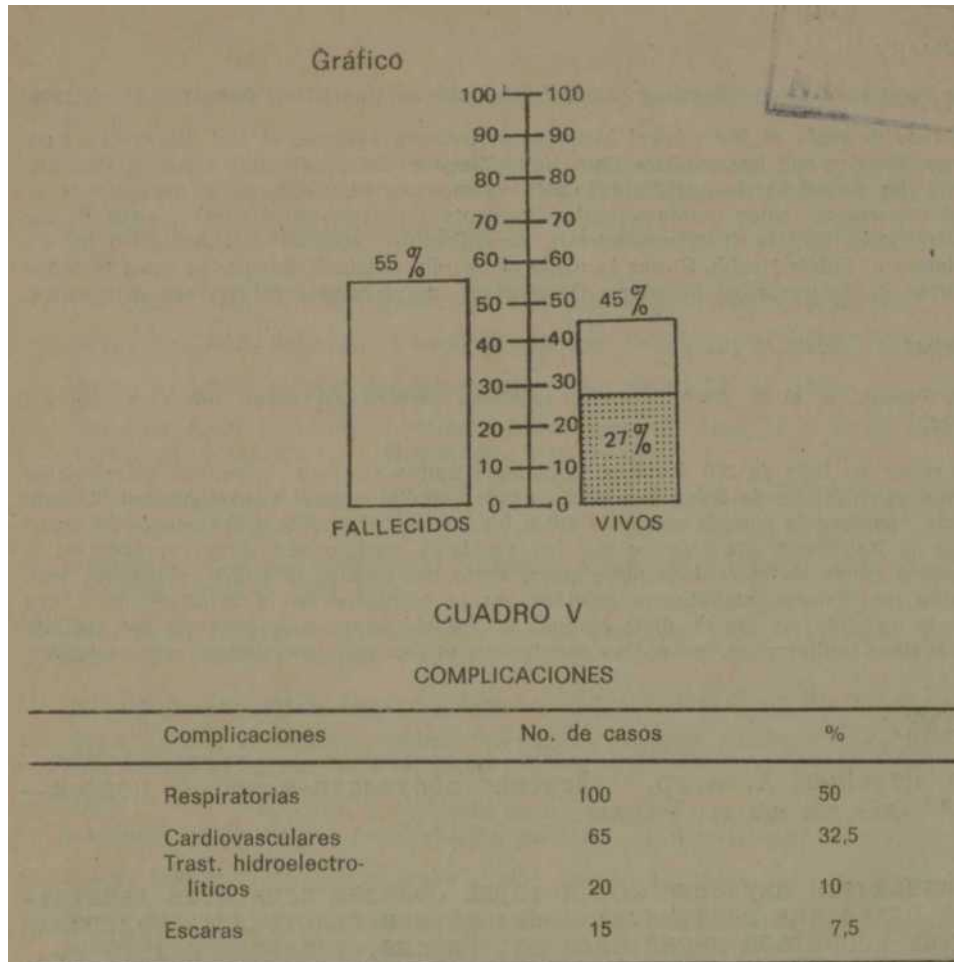 Gráfico
100 100
90 90
80 80
70 70
60 60
55 %
50 50
45 %
40 40
30 30
20 20
27 %
10 10
0 0
FALLECIDOS VIVOS
CUADRO V
COMPLICACIONES
Complicaciones No. de casos %
Respiratorias 100 50
Cardiovasculares 65 32,5
Trast. hidroelectro-
líticos 20 10
Escaras 15 7,5